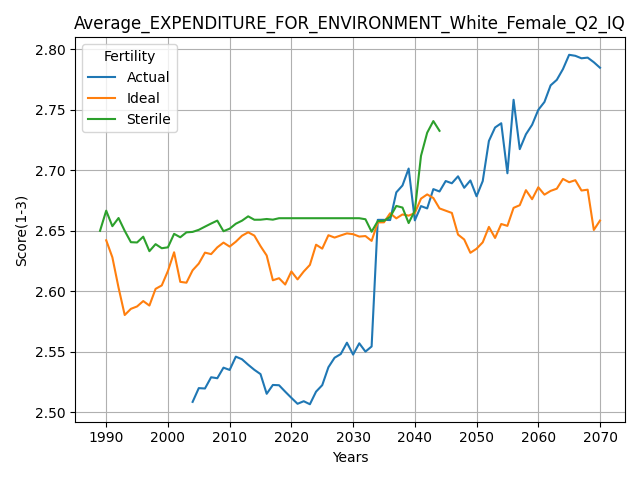 Average_EXPENDITURE_FOR_ENVIRONMENT_White_Female_Q2_IQ
Fertility
Actual
Ideal
Sterile
Score(1-3)
2.80
2.75
2.70
2.65
2.60
2.55
2.50
1990 2000 2010 2020 2030 2040 2050 2060 2070
Years